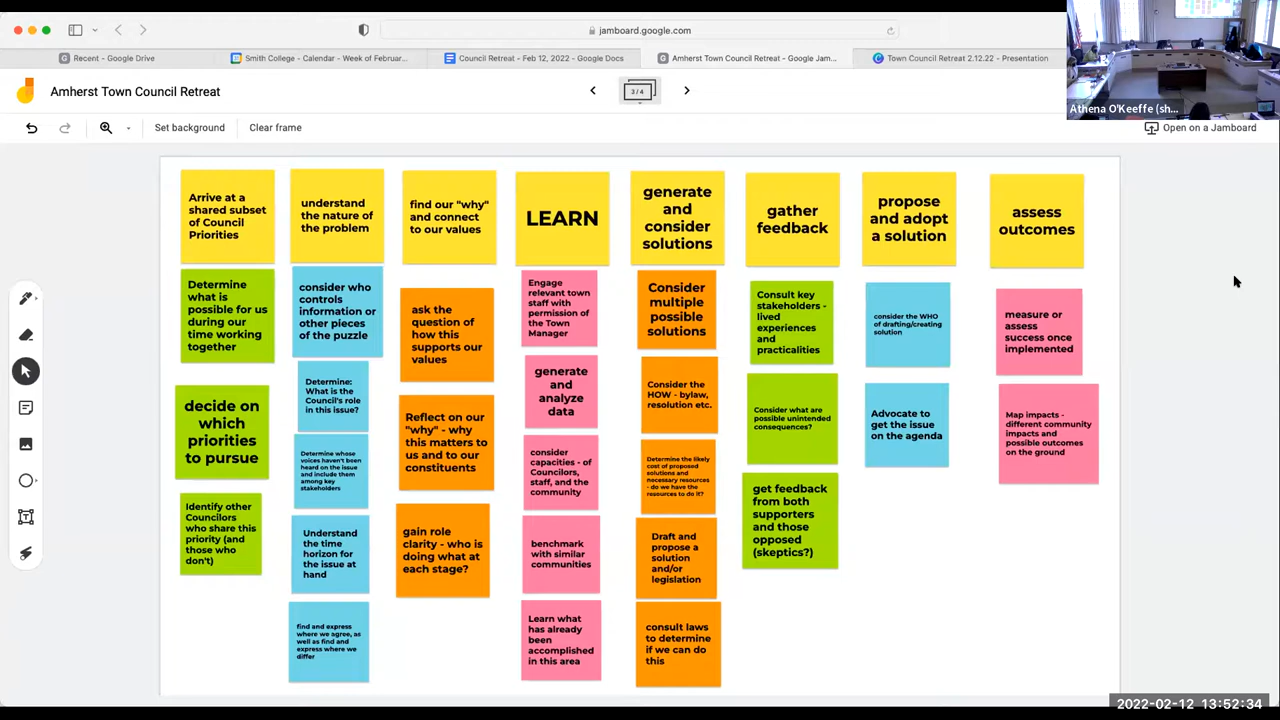 jamboard.google.com
Recent - Google Drive
Smith College - Calendar - Week of Februar...
Council Retreat - Feb 12, 2022 - Google Docs
Amherst Town Council Retreat - Google Jam...
Town Council Retreat 2.12.22 - Presentation
Athena O'Keeffe (sh...
Amherst Town Council Retreat
3 / 4
Set background
Clear frame
Open on a Jamboard
Arrive at a
shared subset
of Council
Priorities
Determine
what is
possible for us
during our
time working
together
decide on
which
priorities
to pursue
Identify other
Councilors
who share this
priority (and
those who
don't)
understand
the nature of
the problem
consider who
controls
information or
other pieces
of the puzzle
Determine:
What is the
Council's role
in this issue?
Determine whose
voices haven't been
heard on the issue
and include them
among key
stakeholders
Understand
the time
horizon for
the issue at
hand
find and express
where we agree, as
well as find and
express where we
differ
find our "why"
and connect
to our values
ask the
question of
how this
supports our
values
Reflect on our
"why" - why
this matters to
us and to our
constituents
gain role
clarity - who is
doing what at
each stage?
LEARN
Engage
relevant town
staff with
permission of
the Town
Manager
generate
and
analyze
data
consider
capacities - of
Councilors,
staff, and the
community
benchmark
with similar
communities
Learn what
has already
been
accomplished
in this area
generate
and
consider
solutions
Consider
multiple
possible
solutions
Consider the
HOW - bylaw,
resolution etc.
Determine the likely
cost of proposed
solutions and
necessary resources
- do we have the
resources to do it?
Draft and
propose a
solution
and/or
legislation
consult laws
to determine
if we can do
this
gather
feedback
Consult key
stakeholders -
lived
experiences
and
practicalities
Consider what are
possible unintended
consequences?
get feedback
from both
supporters
and those
opposed
(skeptics?)
propose
and adopt
a solution
consider the WHO
of drafting/creating
solution
Advocate to
get the issue
on the agenda
assess
outcomes
measure or
assess
success once
implemented
Map impacts -
different community
impacts and
possible outcomes
on the ground
2022-02-12 13:52:34